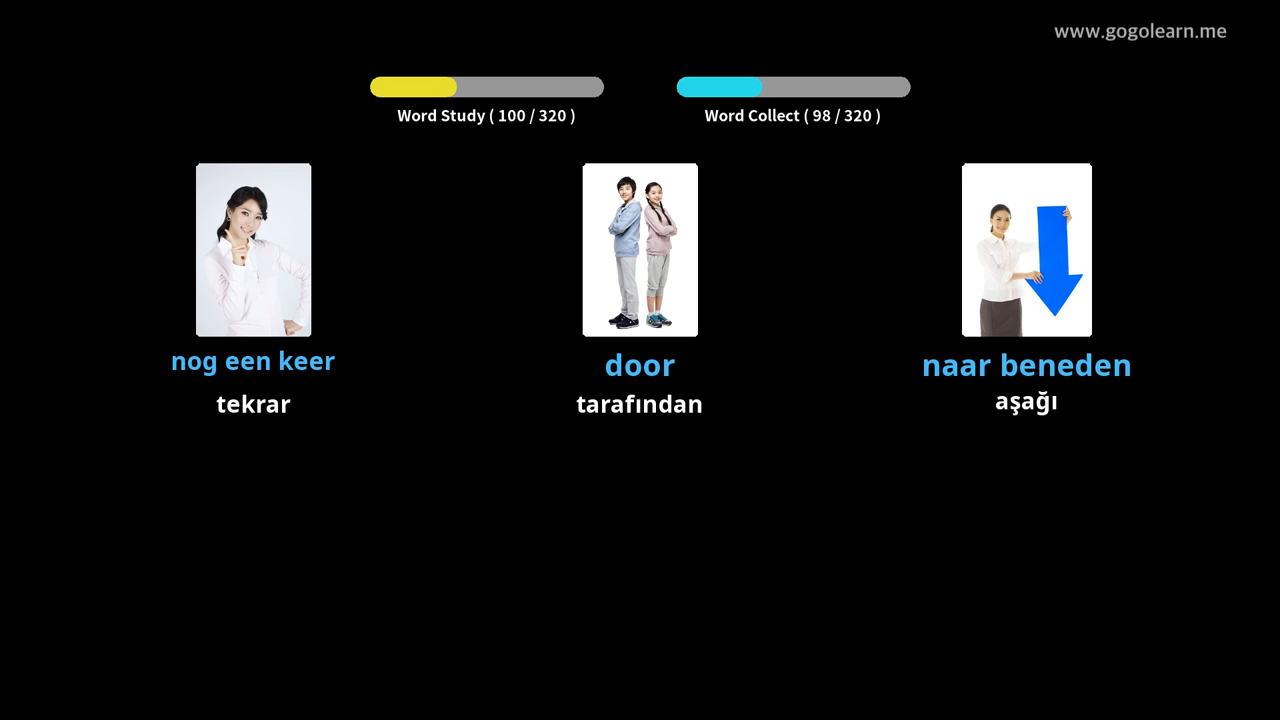 www.gogolearn.me
Word Study ( 100 / 320 )
Word Collect ( 98 / 320 )
nog een keer
tekrar
door
tarafından
naar beneden
aşağı